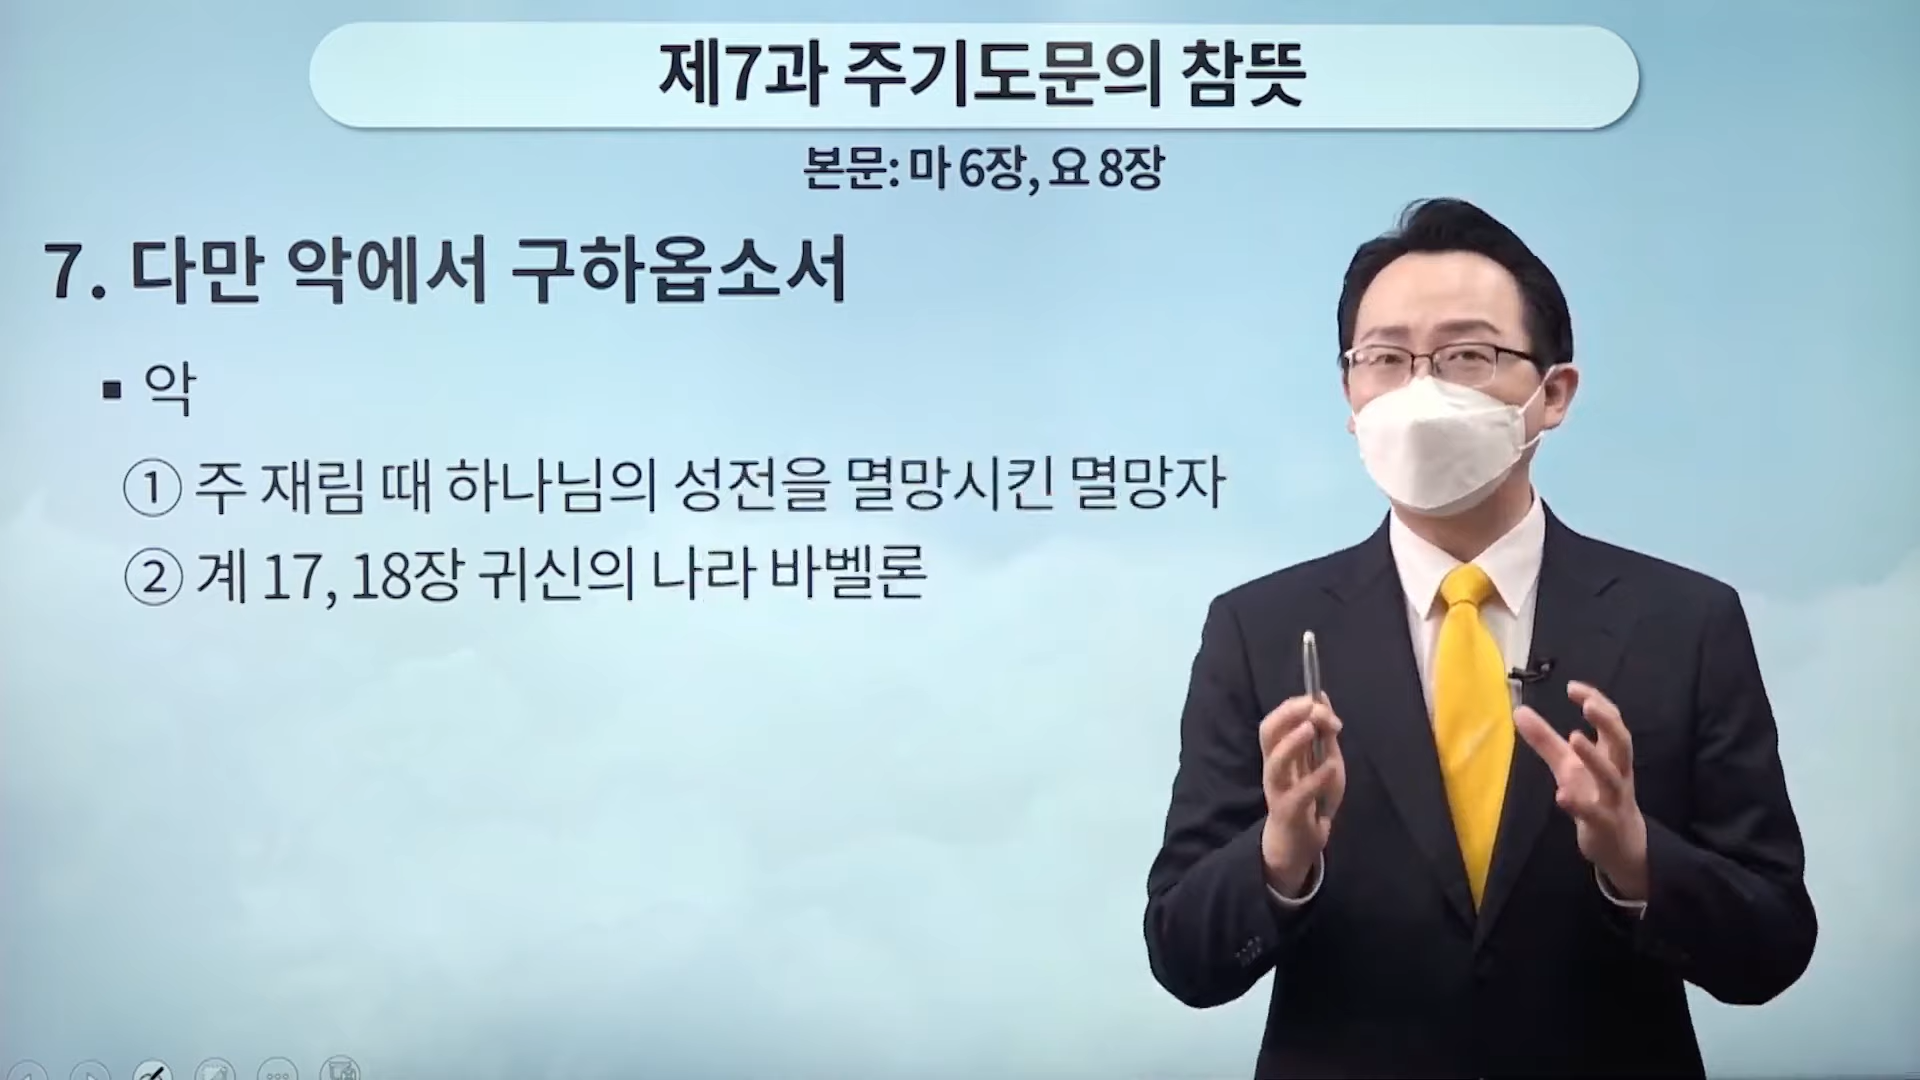 제7과 주기도문의 참뜻
본문: 마 6장, 요 8장
7. 다만 악에서 구하옵소서
▪ 악
① 주 재림 때 하나님의 성전을 멸망시킨 멸망자
② 계 17, 18장 귀신의 나라 바벨론